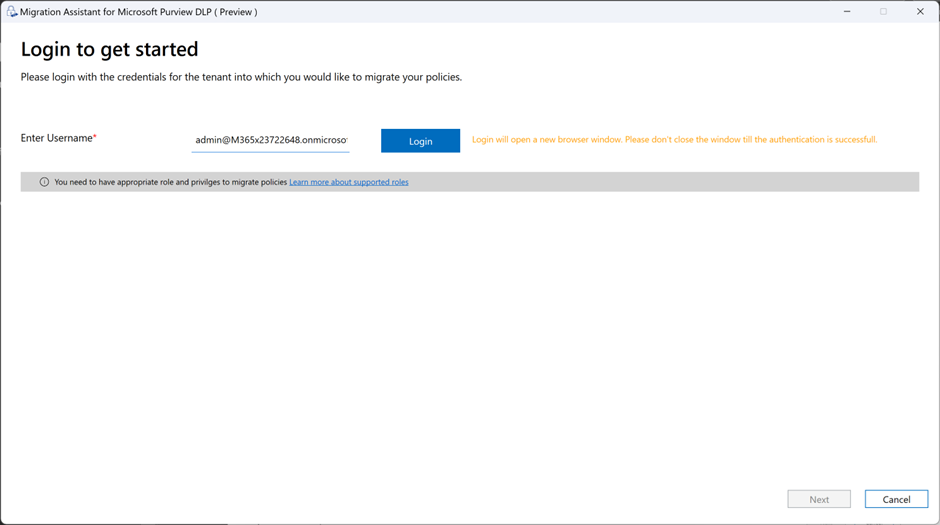 Migration Assistant for Microsoft Purview DLP ( Preview )
Login to get started
Please login with the credentials for the tenant into which you would like to migrate your policies.
Enter Username*
admin@M365x23722648.onmicroso
Login
Login will open a new browser window. Please don't close the window till the authentication is successfull.
You need to have appropriate role and privilges to migrate policies Learn more about supported roles
Next
Cancel